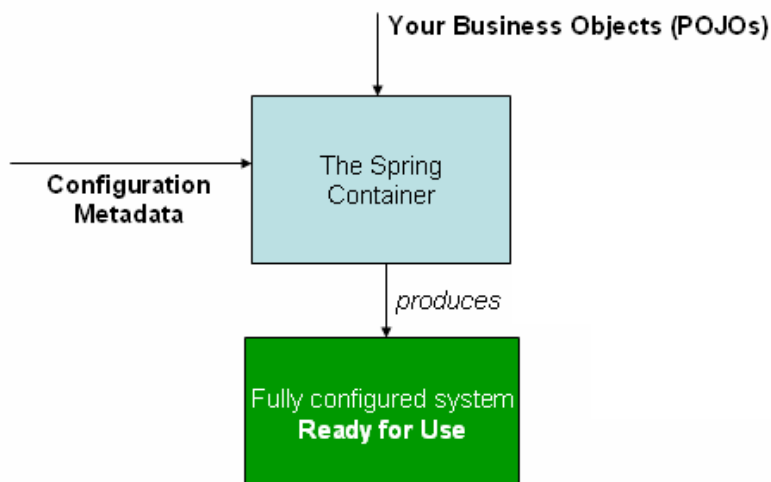 Your Business Objects (POJOs)
The Spring
Container
Configuration
Metadata
produces
Fully configured system
Ready for Use